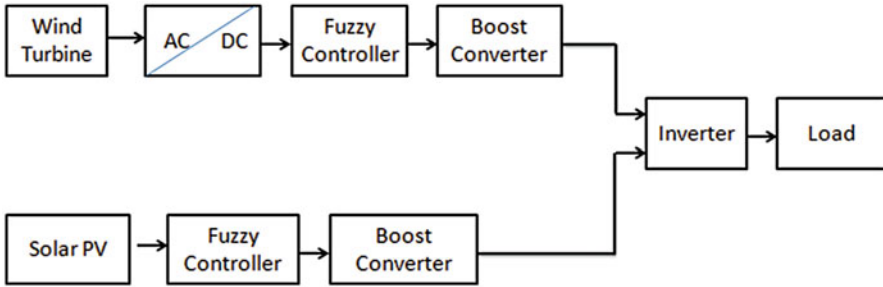 Wind
Turbine
AC DC
Fuzzy
Controller
Boost
Converter
Inverter
Load
Solar PV
Fuzzy
Controller
Boost
Converter